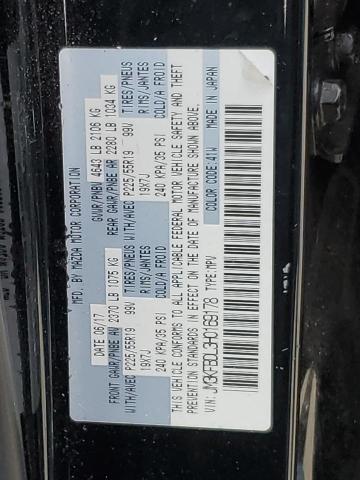 MFD. BY MAZDA MOTOR CORPORATION
DATE 06/17 GVWR/PNBV 4643 LB 2106 KG
FRONT GAWR/PNBE AV 2370 LB 1075 KG REAR GAWR/PNBE AR 2280 LB 1034 KG
WITH/AVEC P225/55R19 99V TIRES/PNEUS WITH/AVEC P225/55R19 99V TIRES/PNEUS
19X7J RIMS/JANTES 19X7J RIMS/JANTES
240 KPA/35 PSI COLD/A FROID 240 KPA/35 PSI COLD/A FROID
THIS VEHICLE CONFORMS TO ALL APPLICABLE FEDERAL MOTOR VEHICLE SAFETY AND THEFT
PREVENTION STANDARDS IN EFFECT ON THE DATE OF MANUFACTURE SHOWN ABOVE.
VIN: JM3KFBDL3H0169178 TYPE:MPV COLOR CODE:41W MADE IN JAPAN